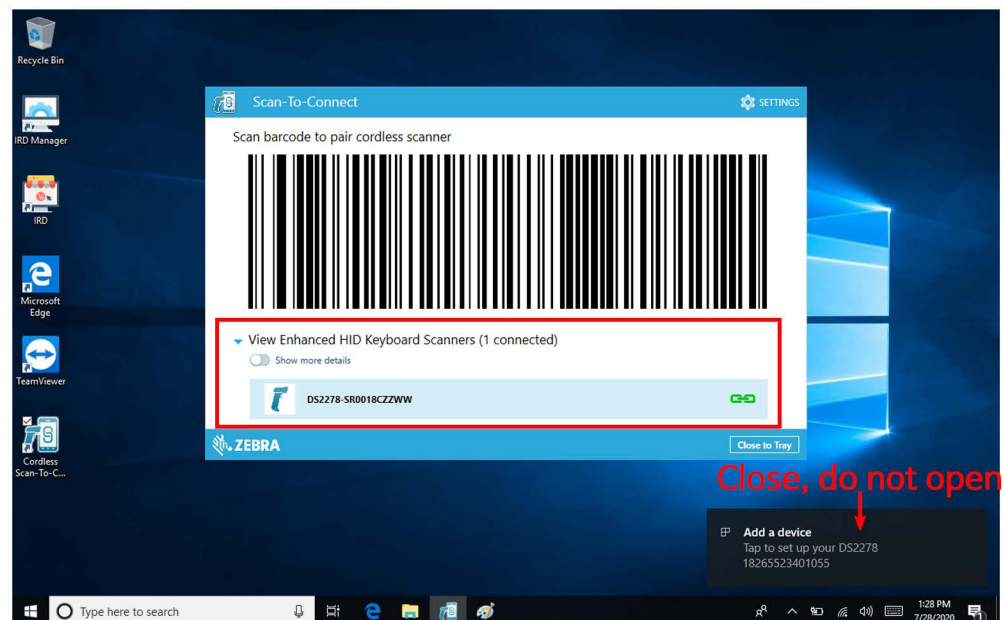 Recycle Bin
IRD Manager
IRD
Microsoft
Edge
TeamViewer
Cordless
Scan-To-C...
Scan-To-Connect
SETTINGS
Scan barcode to pair cordless scanner
View Enhanced HID Keyboard Scanners (1 connected)
Show more details
DS2278-SR0018CZZWW
ZEBRA
Close to Tray
Close, do not open
Add a device
Tap to set up your DS2278
18265523401055
Type here to search
1:28 PM
7/28/2020
1